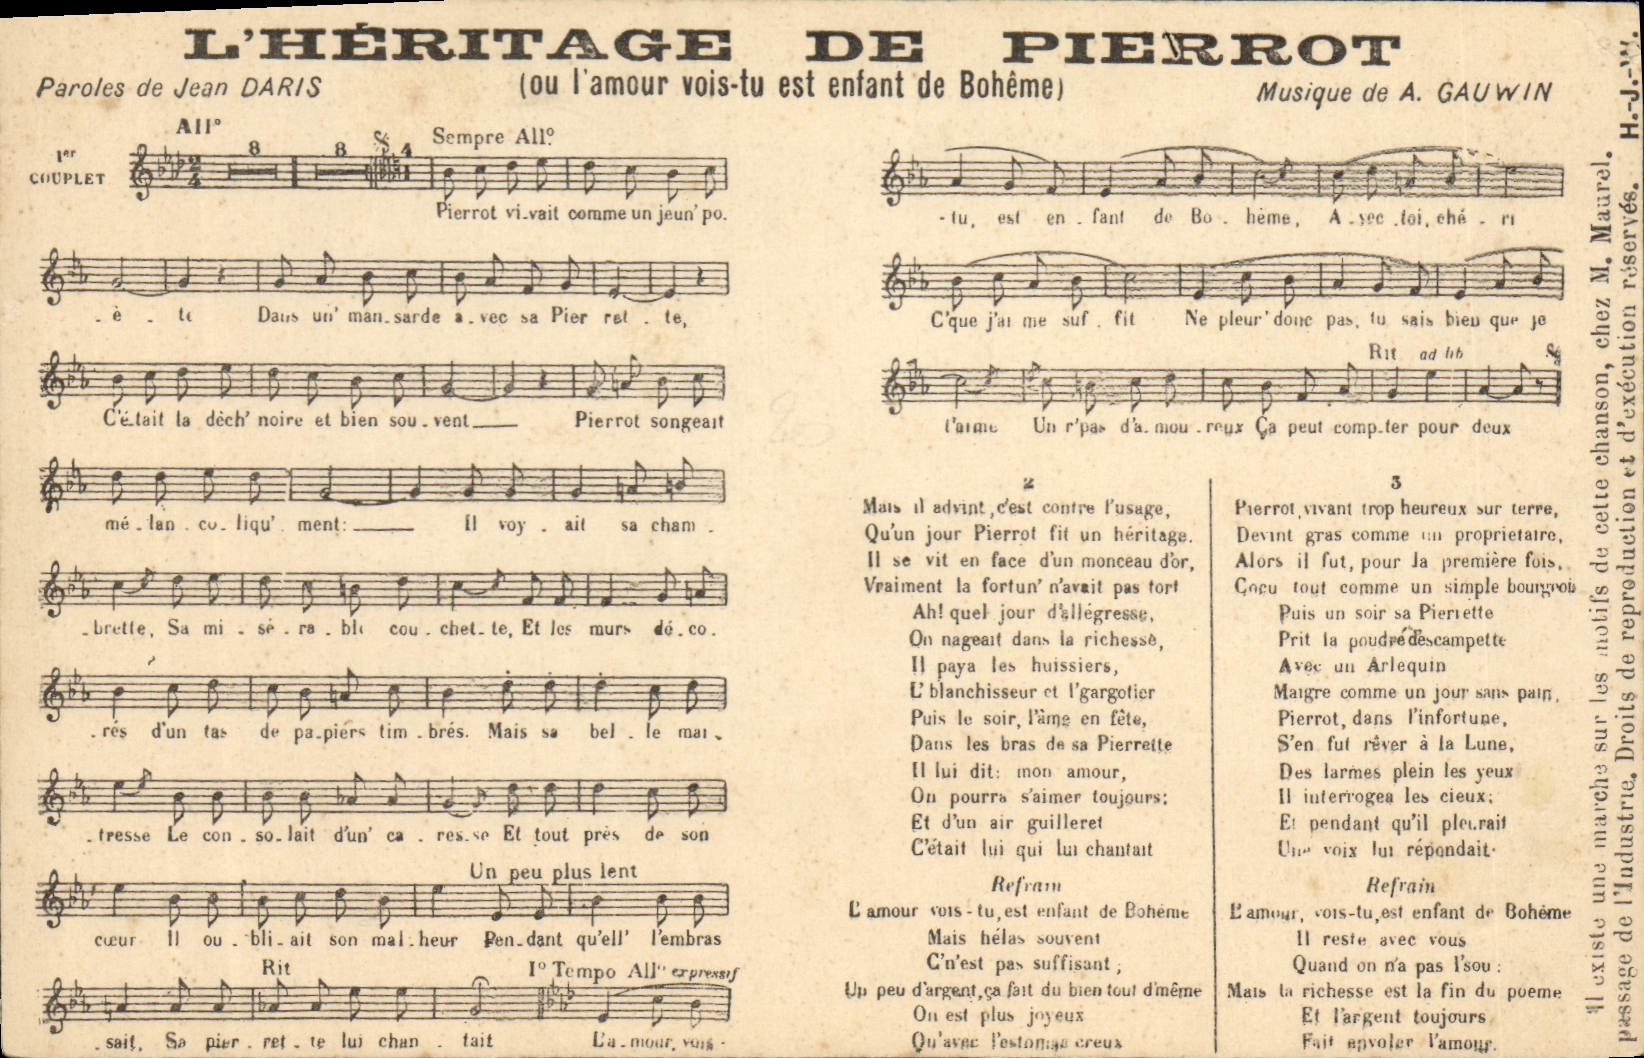 L'HÉRITAGE DE PIERROT
Paroles de Jean DARIS
(ou l'amour vois-tu est enfant de Bohême)
Musique de A. GAUWIN
All°
1er COUPLET
8
8
4
Sempre All°.
Pierrot vi-vait comme un jeun' po-
- è - te Dans un' man-sarde a-vec sa Pier ret - te,
C'é-tait la dèch' noire et bien sou-vent Pierrot songeait
mé-lan-co-liqu'-ment: Il voy-ait sa cham-
-brette, Sa mi-sé-ra-ble cou-chet-te, Et les murs dé-co-
-rés d'un tas de pa-piers tim-brés. Mais sa bel-le maî-
-tresse Le con-so-lait d'un' ca-res-se Et tout près de son
Un peu plus lent
cœur Il ou-bli-ait son mal-heur Pen-dant qu'ell' l'embras
Rit
1° Tempo All° expressif
-sait, Sa pier-ret-te lui chan-tait L'a-mour, vois-
-tu, est en-fant de Bo-hême, A-vec-toi, ché-ri
C'que j'ai me suf-fit Ne pleur' donc pas, tu sais bien que je
Rit ad lib
t'aime Un r'pas d'a-mou-reux Ça peut comp-ter pour deux
2
Mais il advint, c'est contre l'usage,
Qu'un jour Pierrot fit un héritage.
Il se vit en face d'un monceau d'or,
Vraiment la fortun' n'avait pas tort
Ah! quel jour d'allégresse,
On nageait dans la richesse,
Il paya les huissiers,
L' blanchisseur et l'gargotier
Puis le soir, l'âme en fête,
Dans les bras de sa Pierrette
Il lui dit: mon amour,
On pourra s'aimer toujours;
Et d'un air guilleret
C'était lui qui lui chantait
Refrain
L'amour vois-tu, est enfant de Bohême
Mais hélas souvent
C'n'est pas suffisant;
Un peu d'argent, ça fait du bien tout d'même
On est plus joyeux
Qu'avec l'estomac creux
3
Pierrot, vivant trop heureux sur terre,
Devint gras comme un propriétaire,
Alors il fut, pour la première fois,
Cocu tout comme un simple bourgeois
Puis un soir sa Pierrette
Prit la poudre d'escampette
Avec un Arlequin
Maigre comme un jour sans pain,
Pierrot, dans l'infortune,
S'en fut rêver à la Lune,
Des larmes plein les yeux
Il interrogea les cieux;
Et pendant qu'il pleurait
Une voix lui répondait
Refrain
L'amour, vois-tu, est enfant de Bohême
Il reste avec vous
Quand on n'a pas l'sou:
Mais la richesse est la fin du poème
Et l'argent toujours
Fait envoler l'amour.
Il existe une marche sur les motifs de cette chanson, chez M. Maurel. H.-J.-W.
passage de l'Industrie. Droits de reproduction et d'exécution réservés.